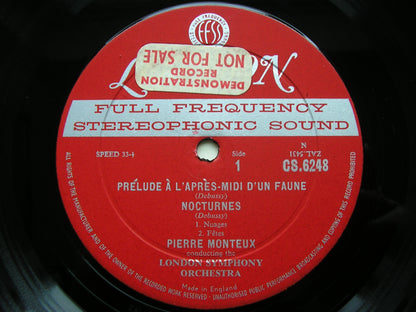 FULL FREQUENCY
FFSS
L N
DEMONSTRATION
RECORD
NOT FOR SALE
FULL FREQUENCY
STEREOPHONIC SOUND
SPEED 33⅓
Side
1
N
ZAL.5431
CS.6248
PRÉLUDE À L'APRÈS-MIDI D'UN FAUNE
(Debussy)
NOCTURNES
(Debussy)
1. Nuages
2. Fêtes
PIERRE MONTEUX
conducting the
LONDON SYMPHONY
ORCHESTRA
Made in England
ALL RIGHTS OF THE MANUFACTURER AND OF THE OWNER OF THE RECORDED WORK RESERVED · UNAUTHORISED PUBLIC PERFORMANCE, BROADCASTING AND COPYING OF THIS RECORD PROHIBITED